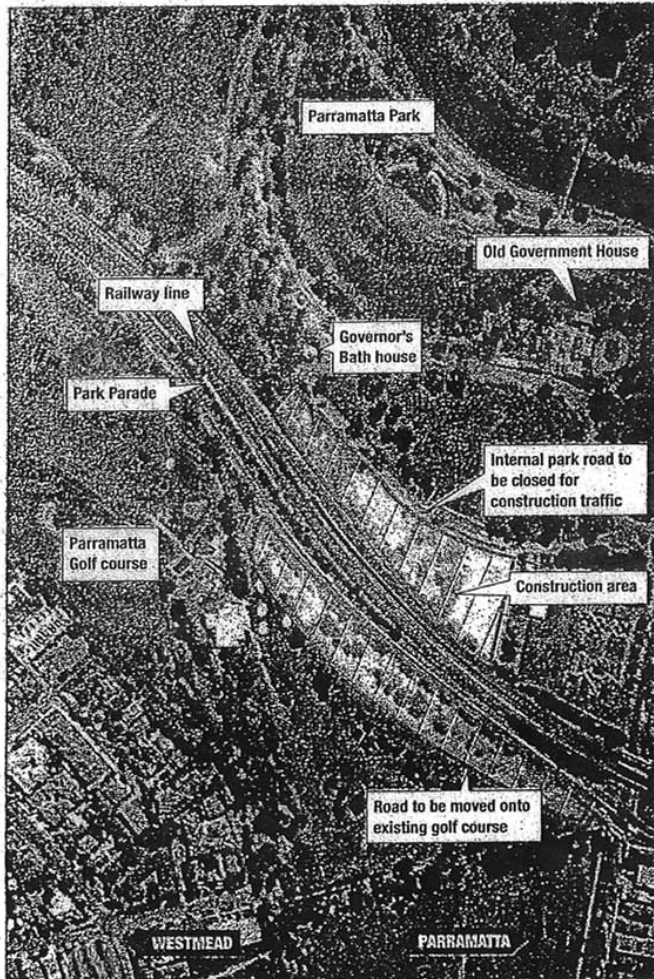 Parramatta Park
Old Government House
Railway line
Governor's
Bath house
Park Parade
Internal park road to
be closed for
construction traffic
Parramatta
Golf course
Construction area
Road to be moved onto
existing golf course
WESTMEAD
PARRAMATTA